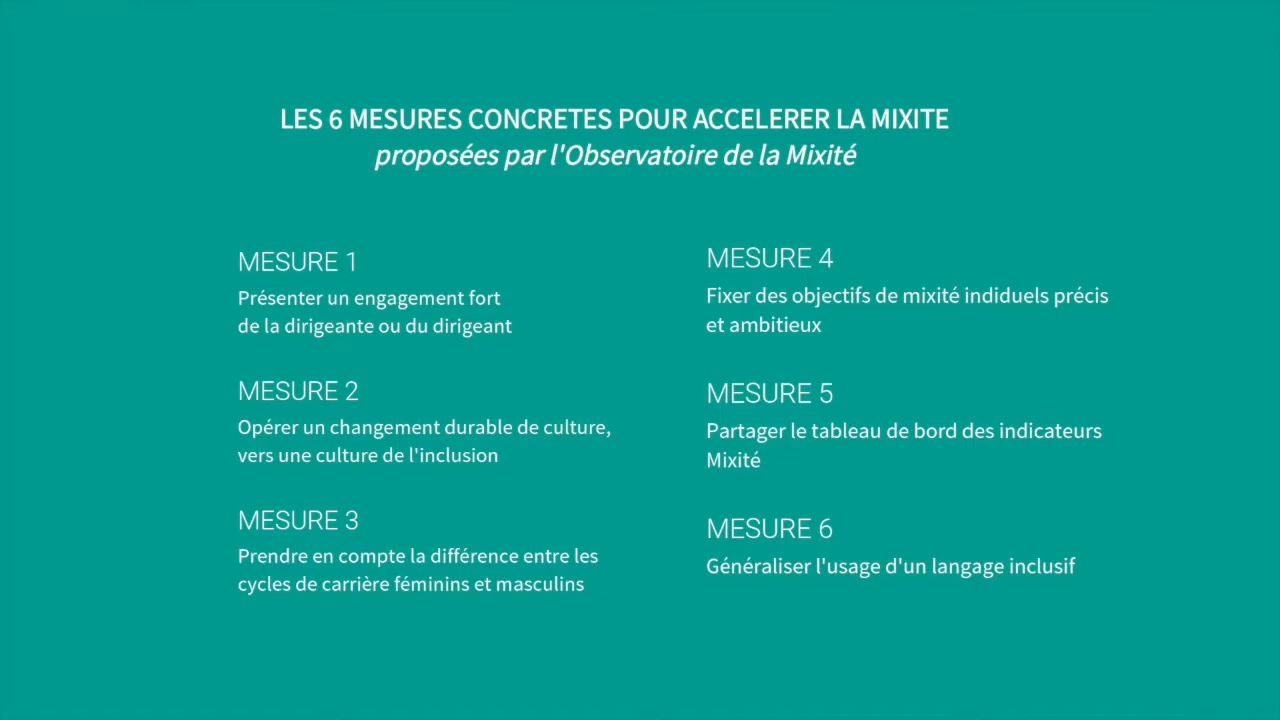 LES 6 MESURES CONCRETES POUR ACCELERER LA MIXITE
proposées par l'Observatoire de la Mixité
MESURE 1
Présenter un engagement fort
de la dirigeante ou du dirigeant
MESURE 2
Opérer un changement durable de culture,
vers une culture de l'inclusion
MESURE 3
Prendre en compte la différence entre les
cycles de carrière féminins et masculins
MESURE 4
Fixer des objectifs de mixité indiduels précis
et ambitieux
MESURE 5
Partager le tableau de bord des indicateurs
Mixité
MESURE 6
Généraliser l'usage d'un langage inclusif